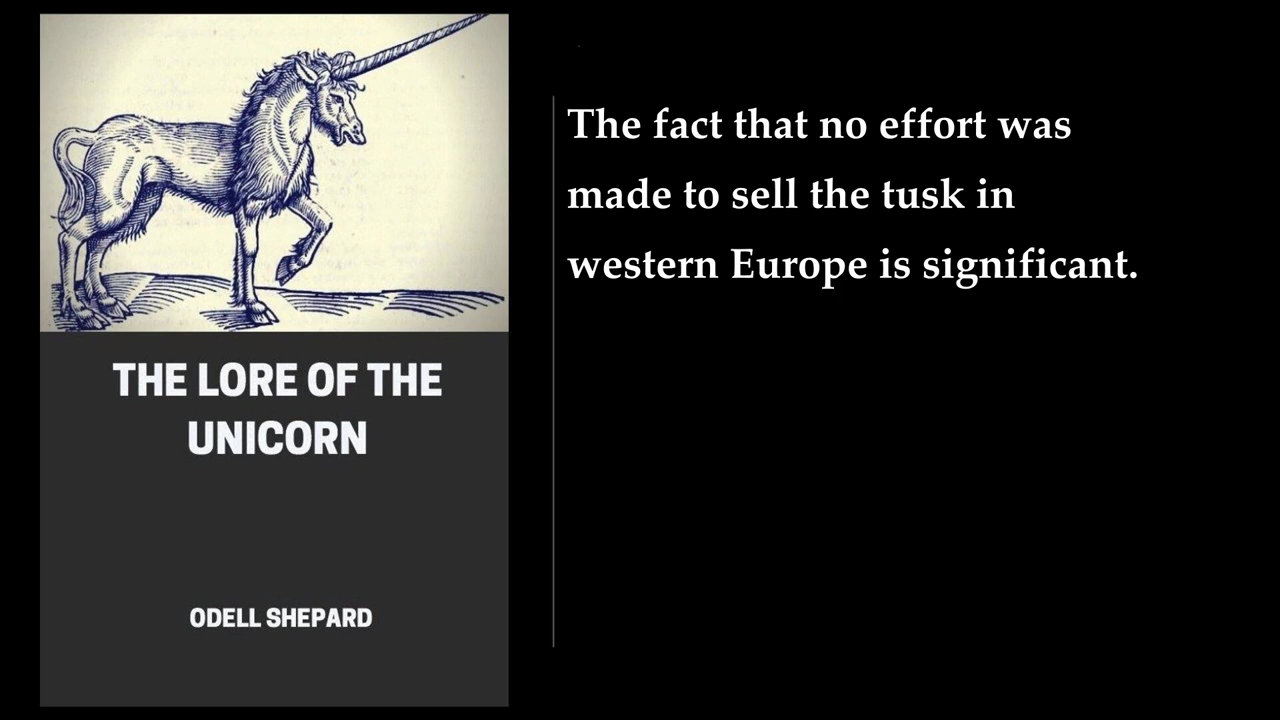 THE LORE OF THE
UNICORN
ODELL SHEPARD
The fact that no effort was
made to sell the tusk in
western Europe is significant.